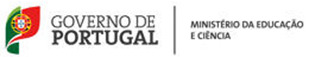 GOVERNO DE
PORTUGAL
MINISTÉRIO DA EDUCAÇÃO
E CIÊNCIA